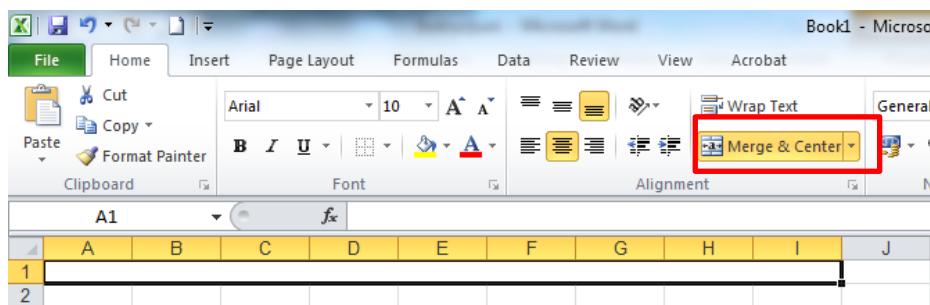 Book1 - Microso
File Home Insert Page Layout Formulas Data Review View Acrobat
Cut
Copy
Paste
Format Painter
Clipboard
Arial 10 A A
B I U A
Font
Wrap Text
Merge & Center
Alignment
General
A1 fx
A B C D E F G H I J
1
2